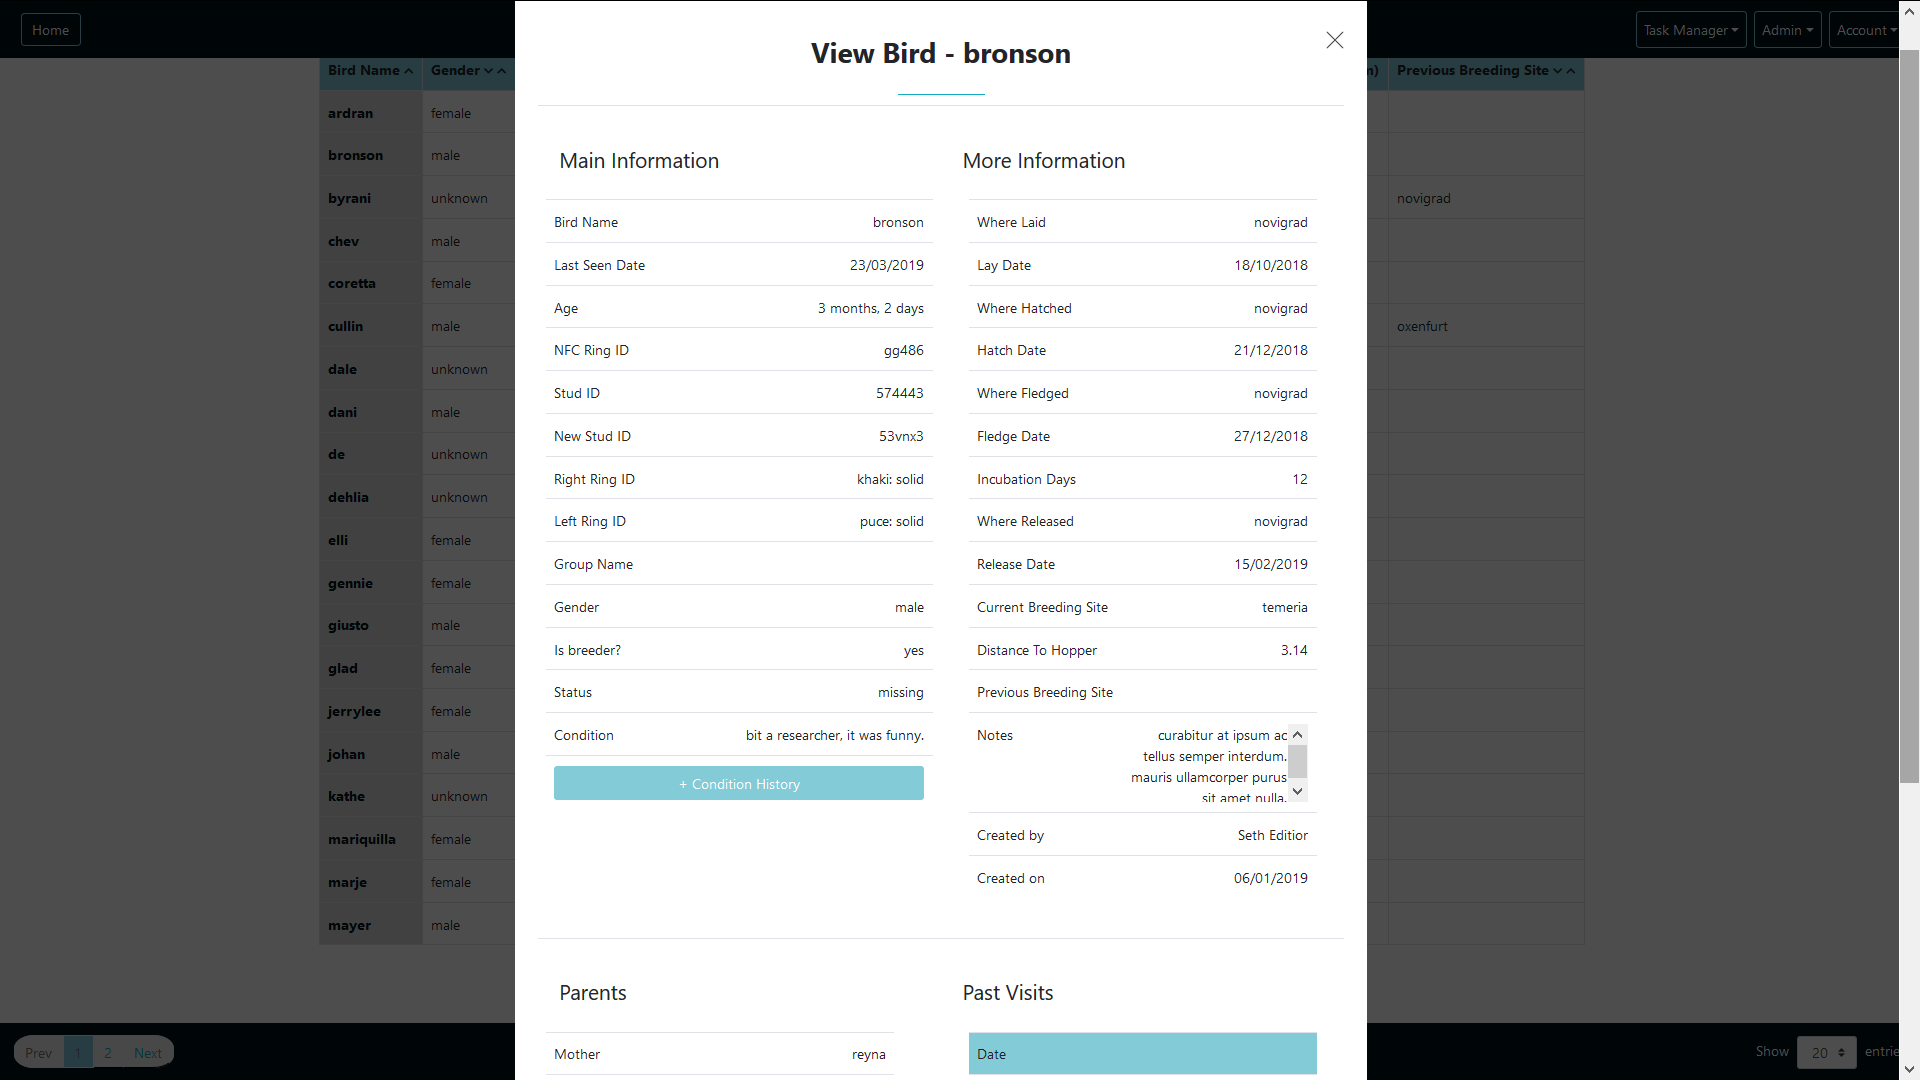 Home
Task Manager
Admin
Account
View Bird - bronson
Bird Name
Gender
m)
Previous Breeding Site
ardran female
bronson male
byrani unknown novigrad
chev male
coretta female
cullin male oxenfurt
dale unknown
dani male
de unknown
dehlia unknown
elli female
gennie female
giusto male
glad female
jerrylee female
johan male
kathe unknown
mariquilla female
marje female
mayer male
Main Information
Bird Name bronson
Last Seen Date 23/03/2019
Age 3 months, 2 days
NFC Ring ID gg486
Stud ID 574443
New Stud ID 53vnx3
Right Ring ID khaki: solid
Left Ring ID puce: solid
Group Name
Gender male
Is breeder? yes
Status missing
Condition bit a researcher, it was funny.
+ Condition History
More Information
Where Laid novigrad
Lay Date 18/10/2018
Where Hatched novigrad
Hatch Date 21/12/2018
Where Fledged novigrad
Fledge Date 27/12/2018
Incubation Days 12
Where Released novigrad
Release Date 15/02/2019
Current Breeding Site temeria
Distance To Hopper 3.14
Previous Breeding Site
Notes curabitur at ipsum ac
tellus semper interdum.
mauris ullamcorper purus
sit amet nulla.
Created by Seth Editior
Created on 06/01/2019
Parents
Mother reyna
Past Visits
Date
Prev 1 2 Next
Show 20 entrie